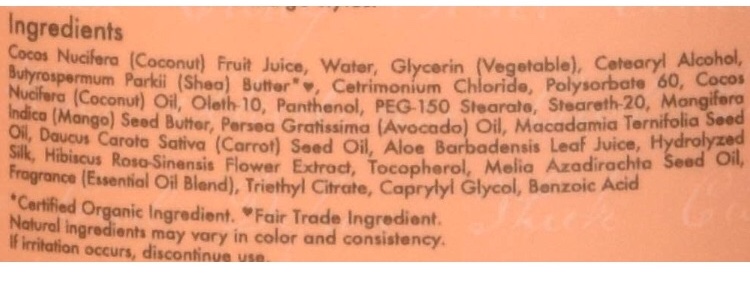 Ingredients
Cocos Nucifera (Coconut) Fruit Juice, Water, Glycerin (Vegetable), Cetearyl Alcohol,
Butyrospermum Parkii (Shea) Butter*♥, Cetrimonium Chloride, Polysorbate 60, Cocos
Nucifera (Coconut) Oil, Oleth-10, Panthenol, PEG-150 Stearate, Steareth-20, Mangifera
Indica (Mango) Seed Butter, Persea Gratissima (Avocado) Oil, Macadamia Ternifolia Seed
Oil, Daucus Carota Sativa (Carrot) Seed Oil, Aloe Barbadensis Leaf Juice, Hydrolyzed
Silk, Hibiscus Rosa-Sinensis Flower Extract, Tocopherol, Melia Azadirachta Seed Oil,
Fragrance (Essential Oil Blend), Triethyl Citrate, Caprylyl Glycol, Benzoic Acid
*Certified Organic Ingredient. ♥Fair Trade Ingredient.
Natural ingredients may vary in color and consistency.
If irritation occurs, discontinue use.